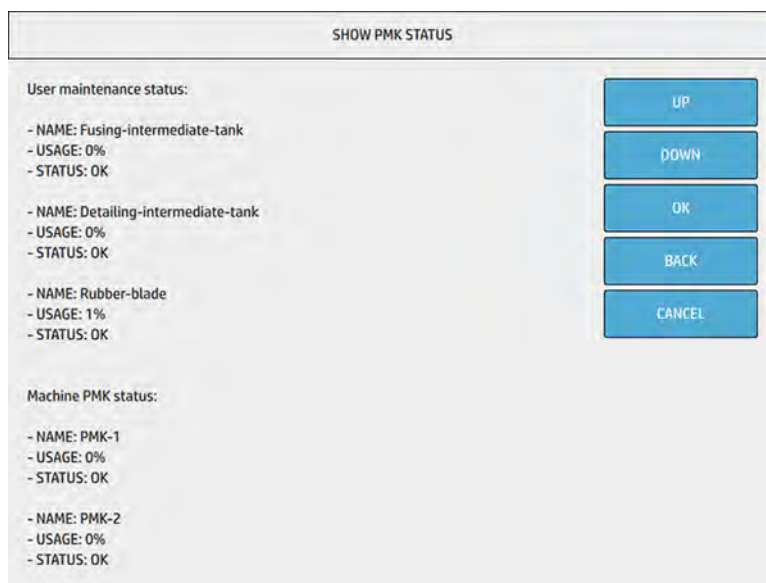 SHOW PMK STATUS
User maintenance status:
- NAME: Fusing-intermediate-tank
- USAGE: 0%
- STATUS: OK
- NAME: Detailing-intermediate-tank
- USAGE: 0%
- STATUS: OK
- NAME: Rubber-blade
- USAGE: 1%
- STATUS: OK
Machine PMK status:
- NAME: PMK-1
- USAGE: 0%
- STATUS: OK
- NAME: PMK-2
- USAGE: 0%
- STATUS: OK
UP
DOWN
OK
BACK
CANCEL